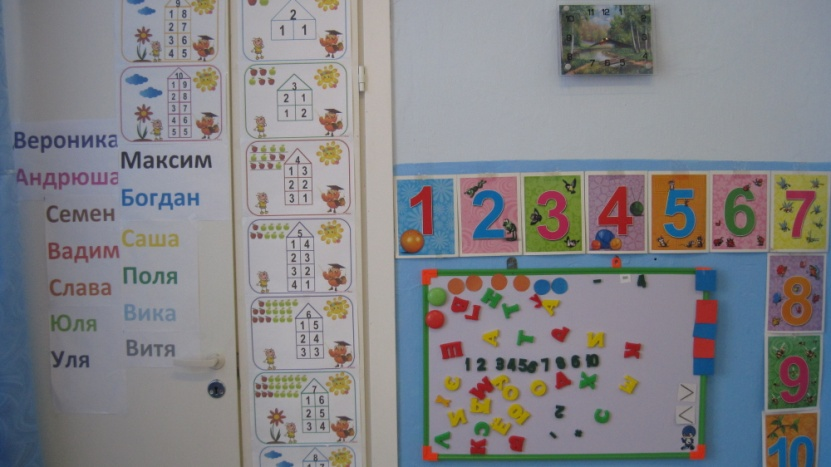 Вероника
Андрюша
Семен
Вадим
Слава
Юля
Уля
Максим
Богдан
Саша
Поля
Вика
Витя
9
1 8
2 7
3 6
4 5
10
1 9
2 8
3 7
4 6
5 5
2
1 1
3
2 1
1 2
4
1 3
2 2
3 1
5
1 4
2 3
3 2
4 1
6
1 5
2 4
3 3
7
1 6
2 5
3 4
8
1 2 3 4 5 6 7
8
9
10
1 2 3 4 5 6 7 8 9 10